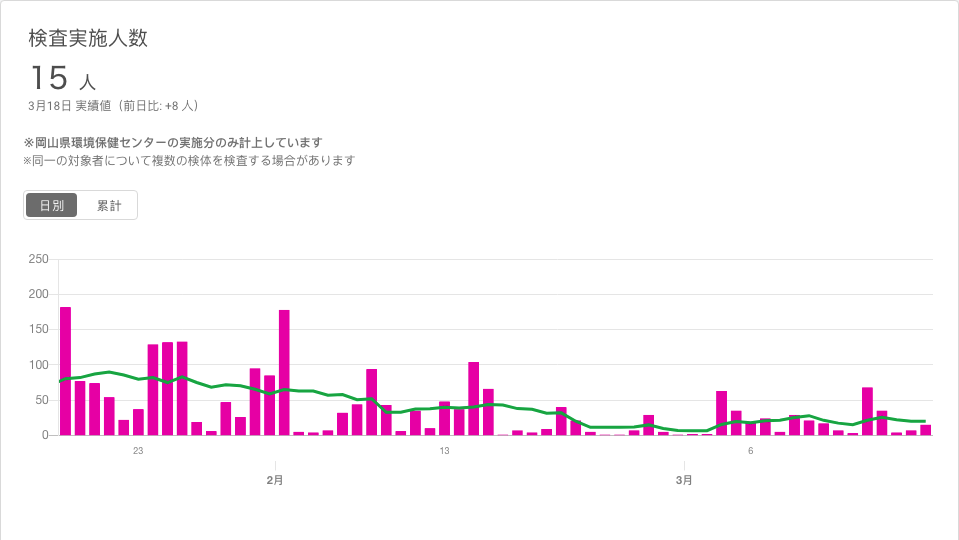 検査実施人数
15 人
3月18日 実績値（前日比: +8 人）
※岡山県環境保健センターの実施分のみ計上しています
※同一の対象者について複数の検体を検査する場合があります
日別 累計
250
200
150
100
50
0
23 13 6
2月 3月